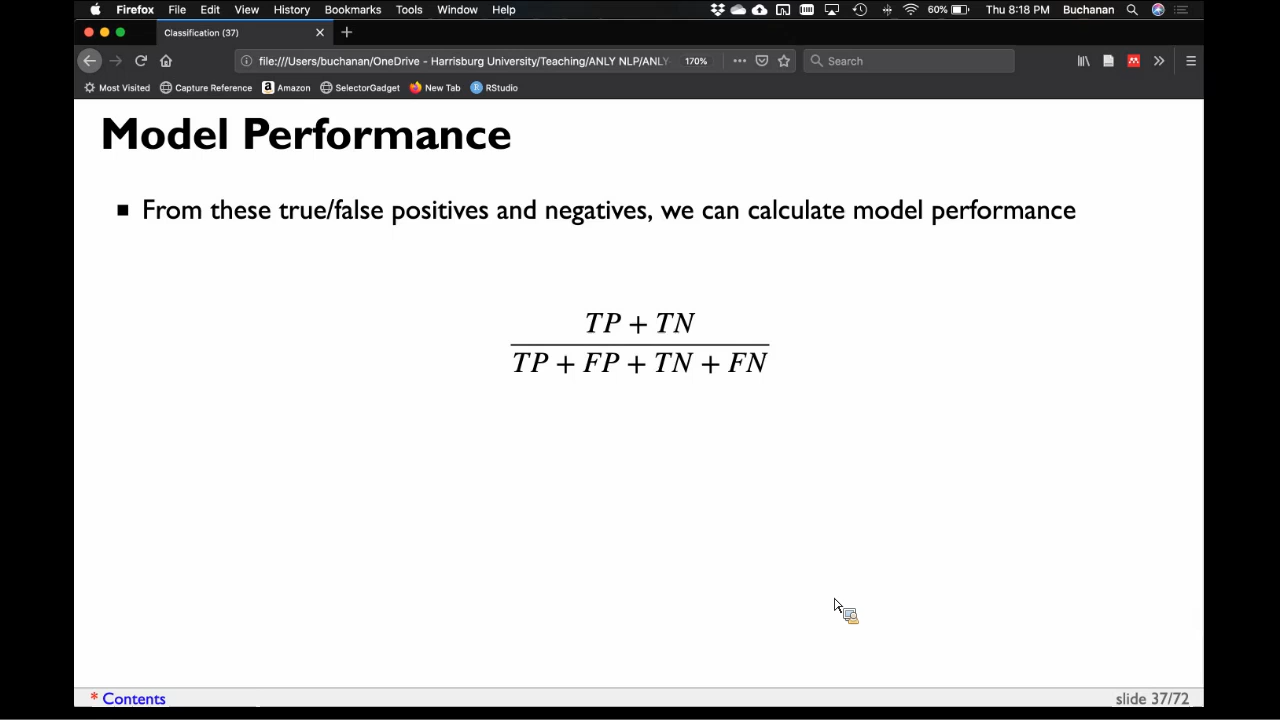 Firefox File Edit View History Bookmarks Tools Window Help 60% Thu 8:18 PM Buchanan
Classification (37)
file:///Users/buchanan/OneDrive - Harrisburg University/Teaching/ANLY NLP/ANLY 170% Search
Most Visited Capture Reference Amazon SelectorGadget New Tab RStudio
Model Performance
■ From these true/false positives and negatives, we can calculate model performance
TP + TN
TP + FP + TN + FN
* Contents slide 37/72